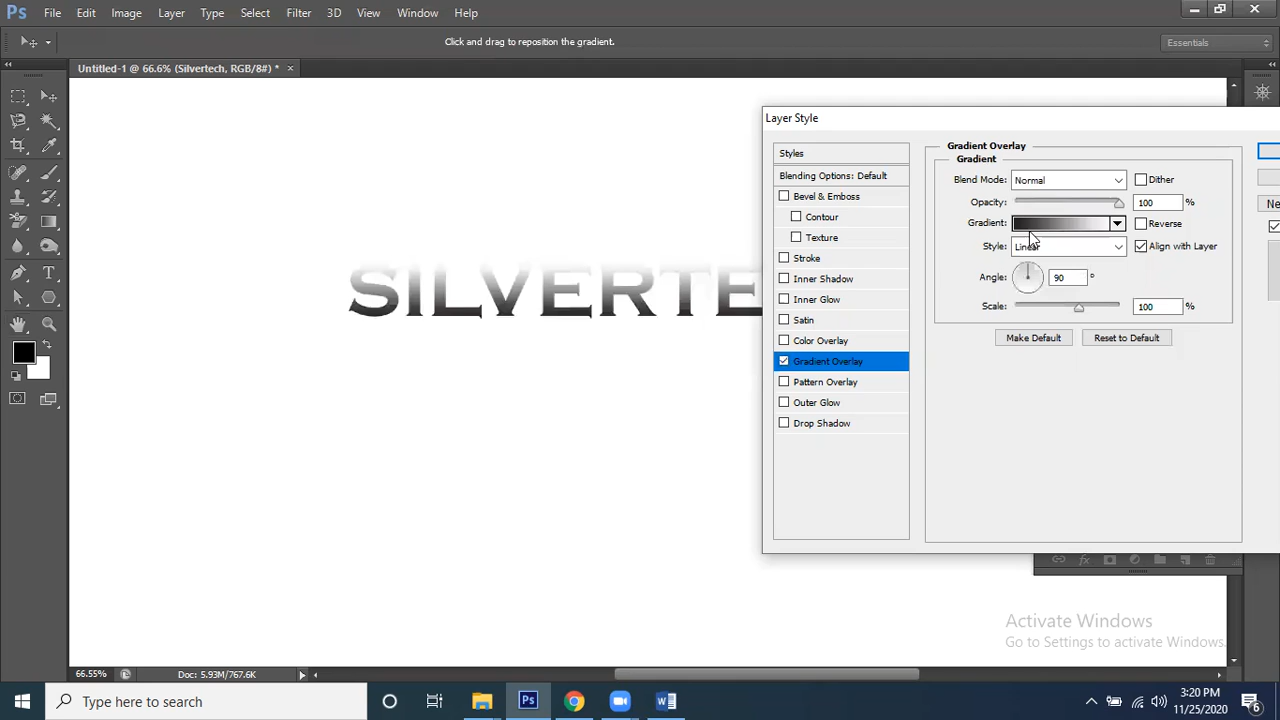 Ps File Edit Image Layer Type Select Filter 3D View Window Help
Click and drag to reposition the gradient.
Essentials
Untitled-1 @ 66.6% (Silvertech, RGB/8#) *
Layer Style
Styles
Blending Options: Default
Bevel & Emboss
Contour
Texture
Stroke
Inner Shadow
Inner Glow
Satin
Color Overlay
Gradient Overlay
Pattern Overlay
Outer Glow
Drop Shadow
Gradient Overlay
Gradient
Blend Mode: Normal Dither
Opacity: 100 %
Gradient: Reverse
Style: Linear Align with Layer
Angle: 90 °
Scale: 100 %
Make Default Reset to Default
Ne
SILVERTE
Activate Windows
Go to Settings to activate Windows.
66.55% Doc: 5.93M/767.6K
Type here to search
Ps
3:20 PM
11/25/2020
6